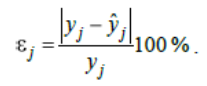 ε_j = |y_j − ŷ_j| / y_j 100 % .